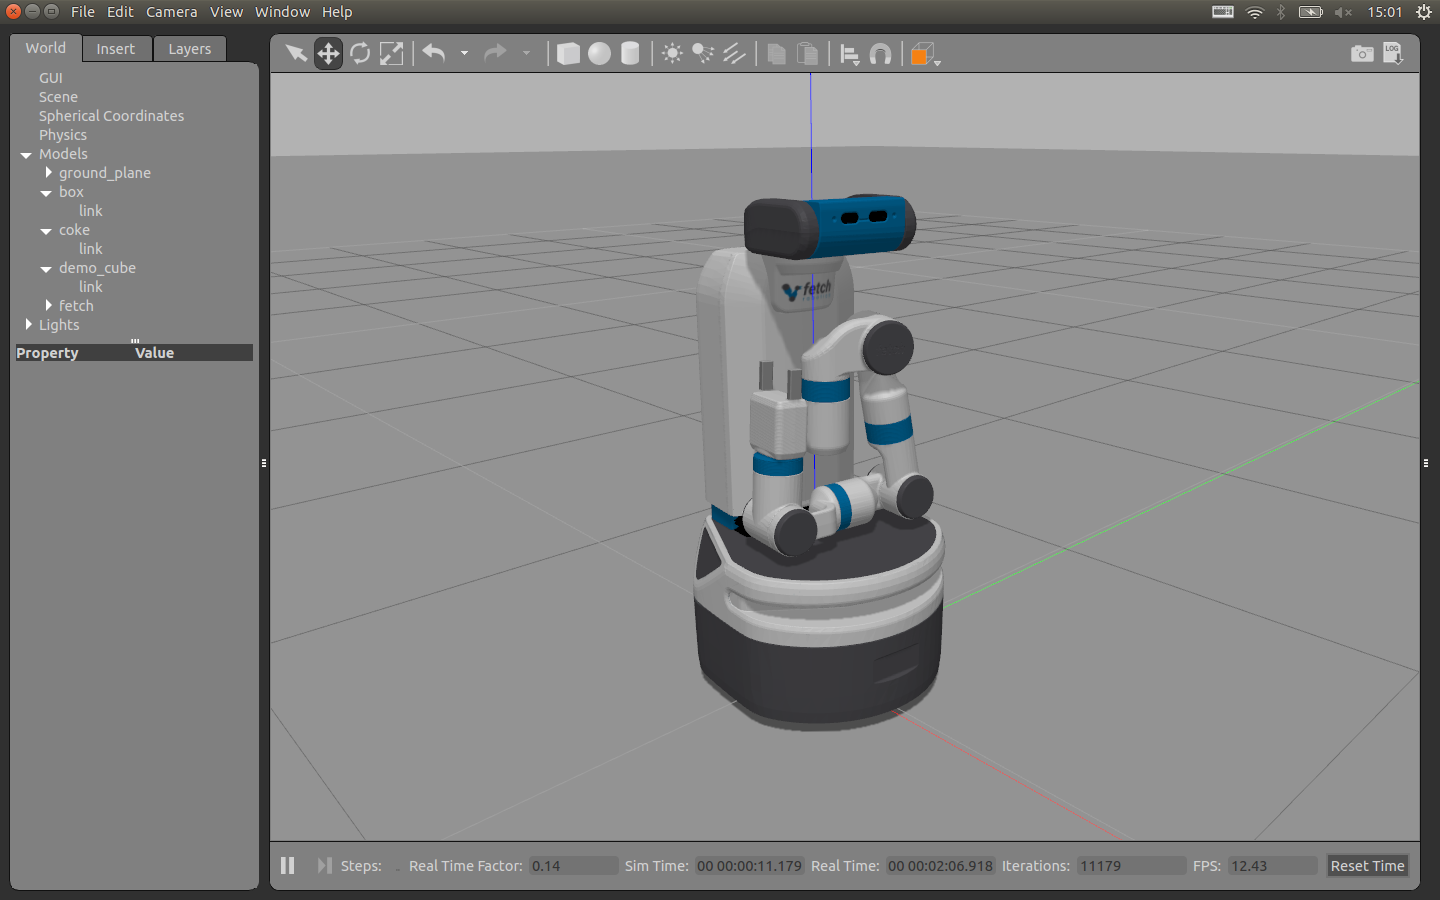 File Edit Camera View Window Help
15:01
World Insert Layers
LOG
GUI
Scene
Spherical Coordinates
Physics
Models
ground_plane
box
link
coke
link
demo_cube
link
fetch
Lights
Property Value
fetch
Steps: Real Time Factor: 0.14 Sim Time: 00 00:00:11.179 Real Time: 00 00:02:06.918 Iterations: 11179 FPS: 12.43 Reset Time